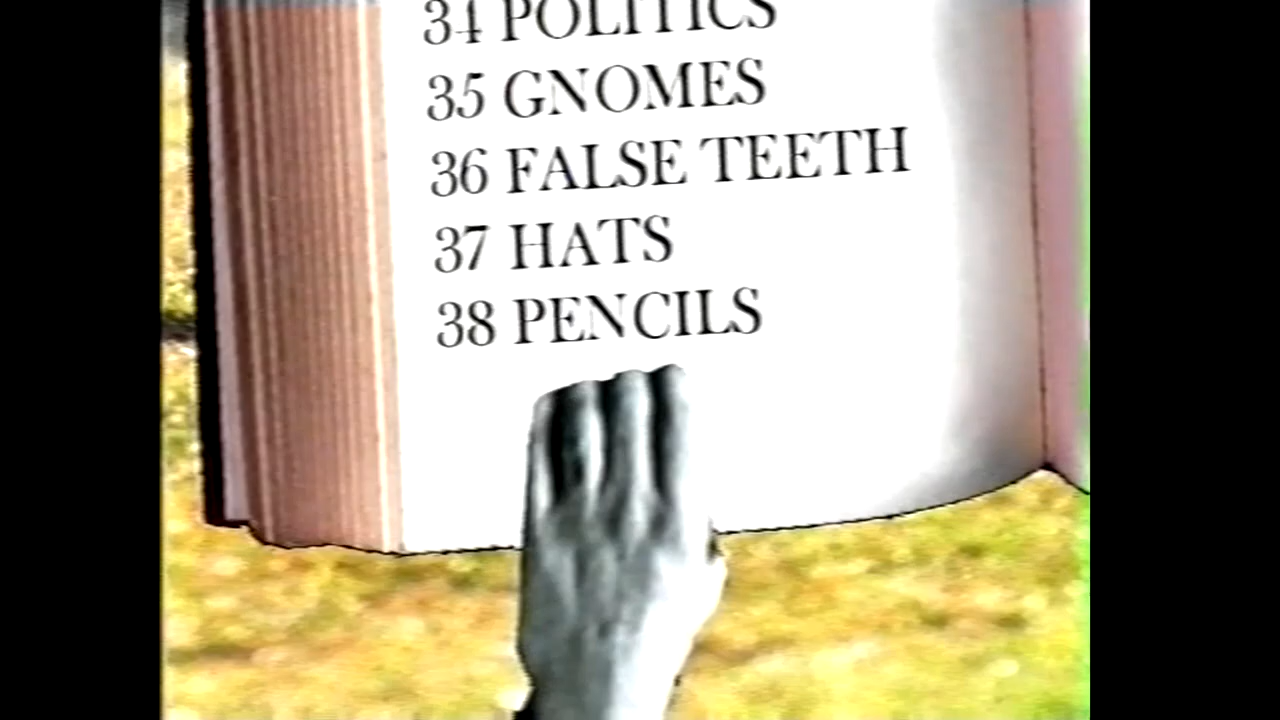 34 POLITICS
35 GNOMES
36 FALSE TEETH
37 HATS
38 PENCILS